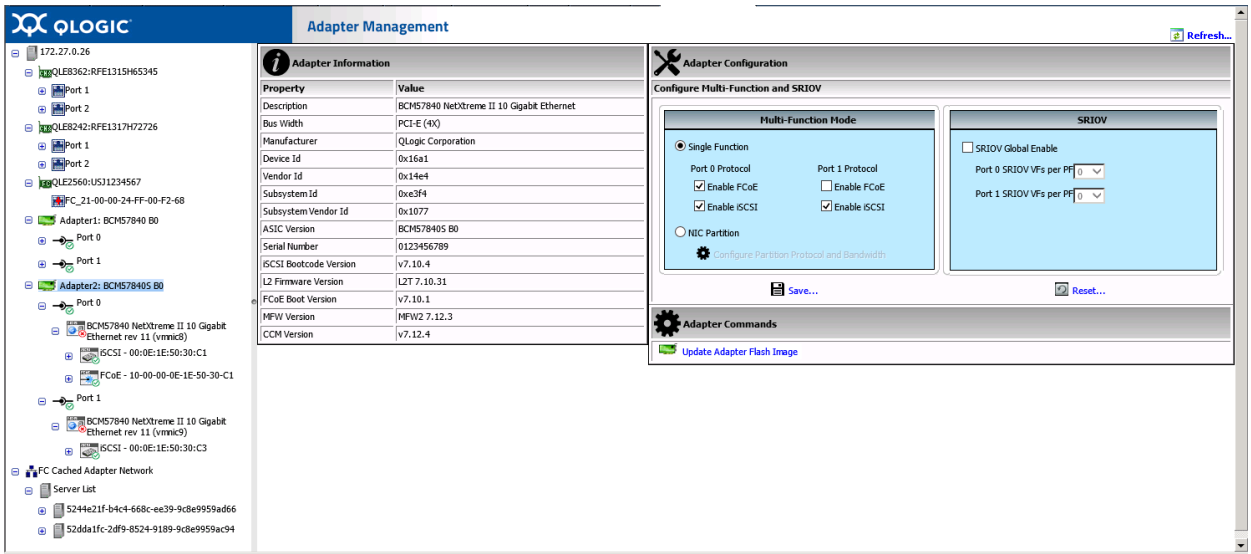 QLOGIC
Adapter Management
Refresh...
172.27.0.26
QLE8362:RFE1315H65345
Port 1
Port 2
QLE8242:RFE1317H72726
Port 1
Port 2
QLE2560:USJ1234567
FC_21-00-00-24-FF-00-F2-68
Adapter1: BCM57840 B0
Port 0
Port 1
Adapter2: BCM57840S B0
Port 0
BCM57840 NetXtreme II 10 Gigabit
Ethernet rev 11 (vmnic8)
iSCSI - 00:0E:1E:50:30:C1
FCoE - 10-00-00-0E-1E-50-30-C1
Port 1
BCM57840 NetXtreme II 10 Gigabit
Ethernet rev 11 (vmnic9)
iSCSI - 00:0E:1E:50:30:C3
FC Cached Adapter Network
Server List
5244e21f-b4c4-668c-ee39-9c8e9959ad66
52dda1fc-2df9-8524-9189-9c8e9959ac94
Adapter Information
Property Value
Description BCM57840 NetXtreme II 10 Gigabit Ethernet
Bus Width PCI-E (4X)
Manufacturer QLogic Corporation
Device Id 0x16a1
Vendor Id 0x14e4
Subsystem Id 0xe3f4
Subsystem Vendor Id 0x1077
ASIC Version BCM57840S B0
Serial Number 0123456789
iSCSI Bootcode Version v7.10.4
L2 Firmware Version L2T 7.10.31
FCoE Boot Version v7.10.1
MFW Version MFW2 7.12.3
CCM Version v7.12.4
Adapter Configuration
Configure Multi-Function and SRIOV
Multi-Function Mode
Single Function
Port 0 Protocol Port 1 Protocol
Enable FCoE Enable FCoE
Enable iSCSI Enable iSCSI
NIC Partition
Configure Partition Protocol and Bandwidth
SRIOV
SRIOV Global Enable
Port 0 SRIOV VFs per PF 0
Port 1 SRIOV VFs per PF 0
Save... Reset...
Adapter Commands
Update Adapter Flash Image